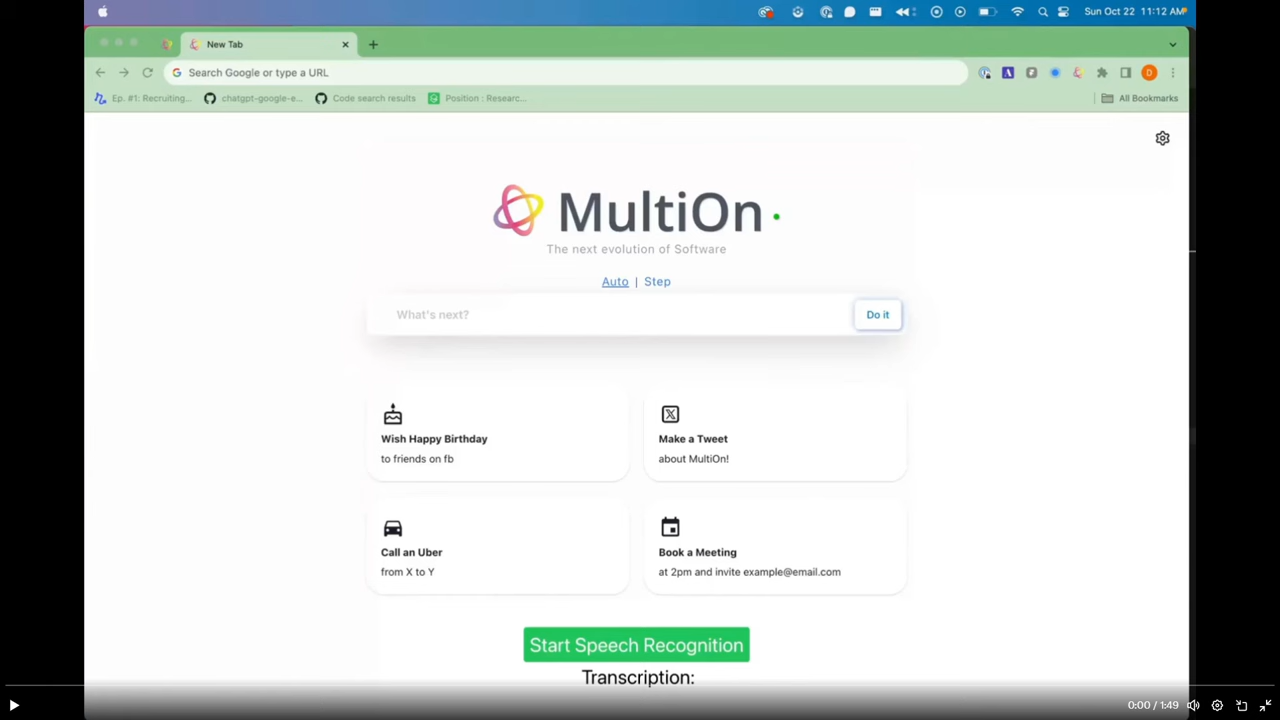 Sun Oct 22 11:12 AM
New Tab
Search Google or type a URL
Ep. #1: Recruiting... chatgpt-google-e... Code search results Position : Researc... All Bookmarks
MultiOn
The next evolution of Software
Auto | Step
What's next? Do it
Wish Happy Birthday
to friends on fb
Make a Tweet
about MultiOn!
Call an Uber
from X to Y
Book a Meeting
at 2pm and invite example@email.com
Start Speech Recognition
Transcription:
0:00 / 1:49